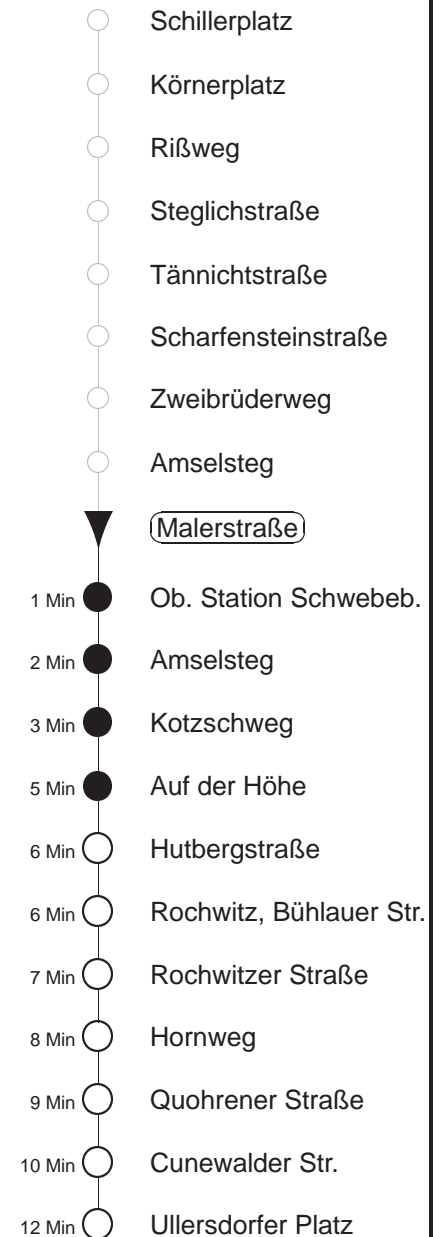 Schillerplatz
Körnerplatz
Rißweg
Steglichstraße
Tännichtstraße
Scharfensteinstraße
Zweibrüderweg
Amselsteg
Malerstraße
1 Min Ob. Station Schwebeb.
2 Min Amselsteg
3 Min Kotzschweg
5 Min Auf der Höhe
6 Min Hutbergstraße
6 Min Rochwitz, Bühlauer Str.
7 Min Rochwitzer Straße
8 Min Hornweg
9 Min Quohrener Straße
10 Min Cunewalder Str.
12 Min Ullersdorfer Platz